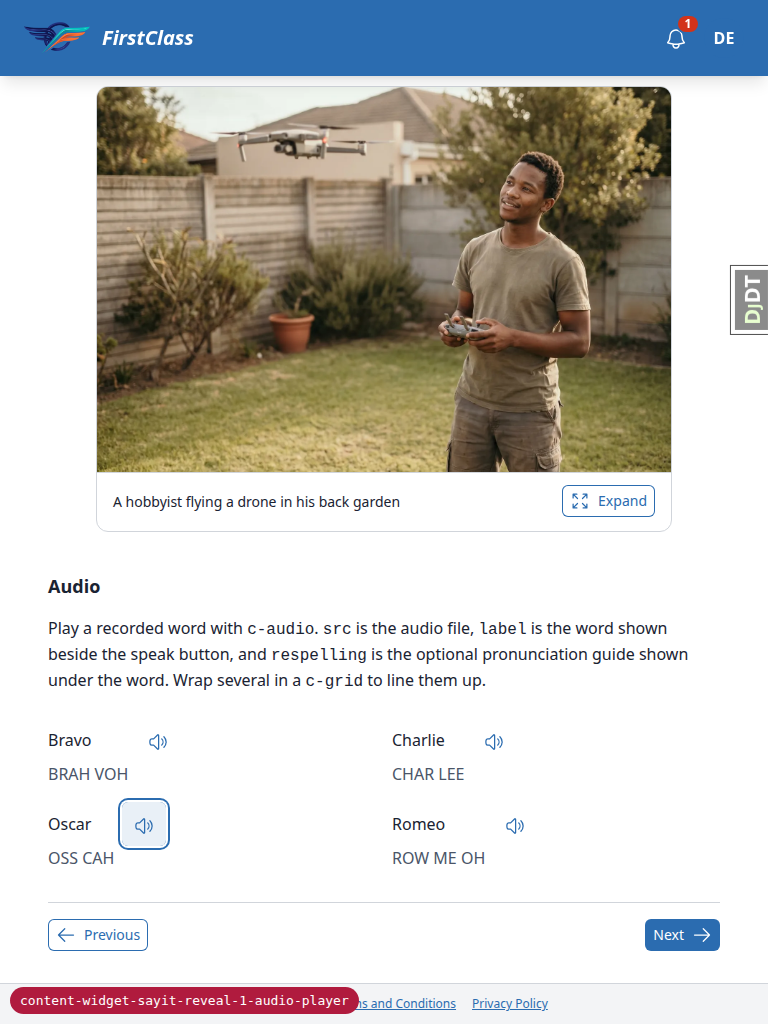 FirstClass
1
DE
DJDT
A hobbyist flying a drone in his back garden
Expand
Audio
Play a recorded word with c-audio. src is the audio file, label is the word shown
beside the speak button, and respelling is the optional pronunciation guide shown
under the word. Wrap several in a c-grid to line them up.
Bravo
Charlie
BRAH VOH
CHAR LEE
Oscar
Romeo
OSS CAH
ROW ME OH
Previous
Next
content-widget-sayit-reveal-1-audio-player
ms and Conditions
Privacy Policy